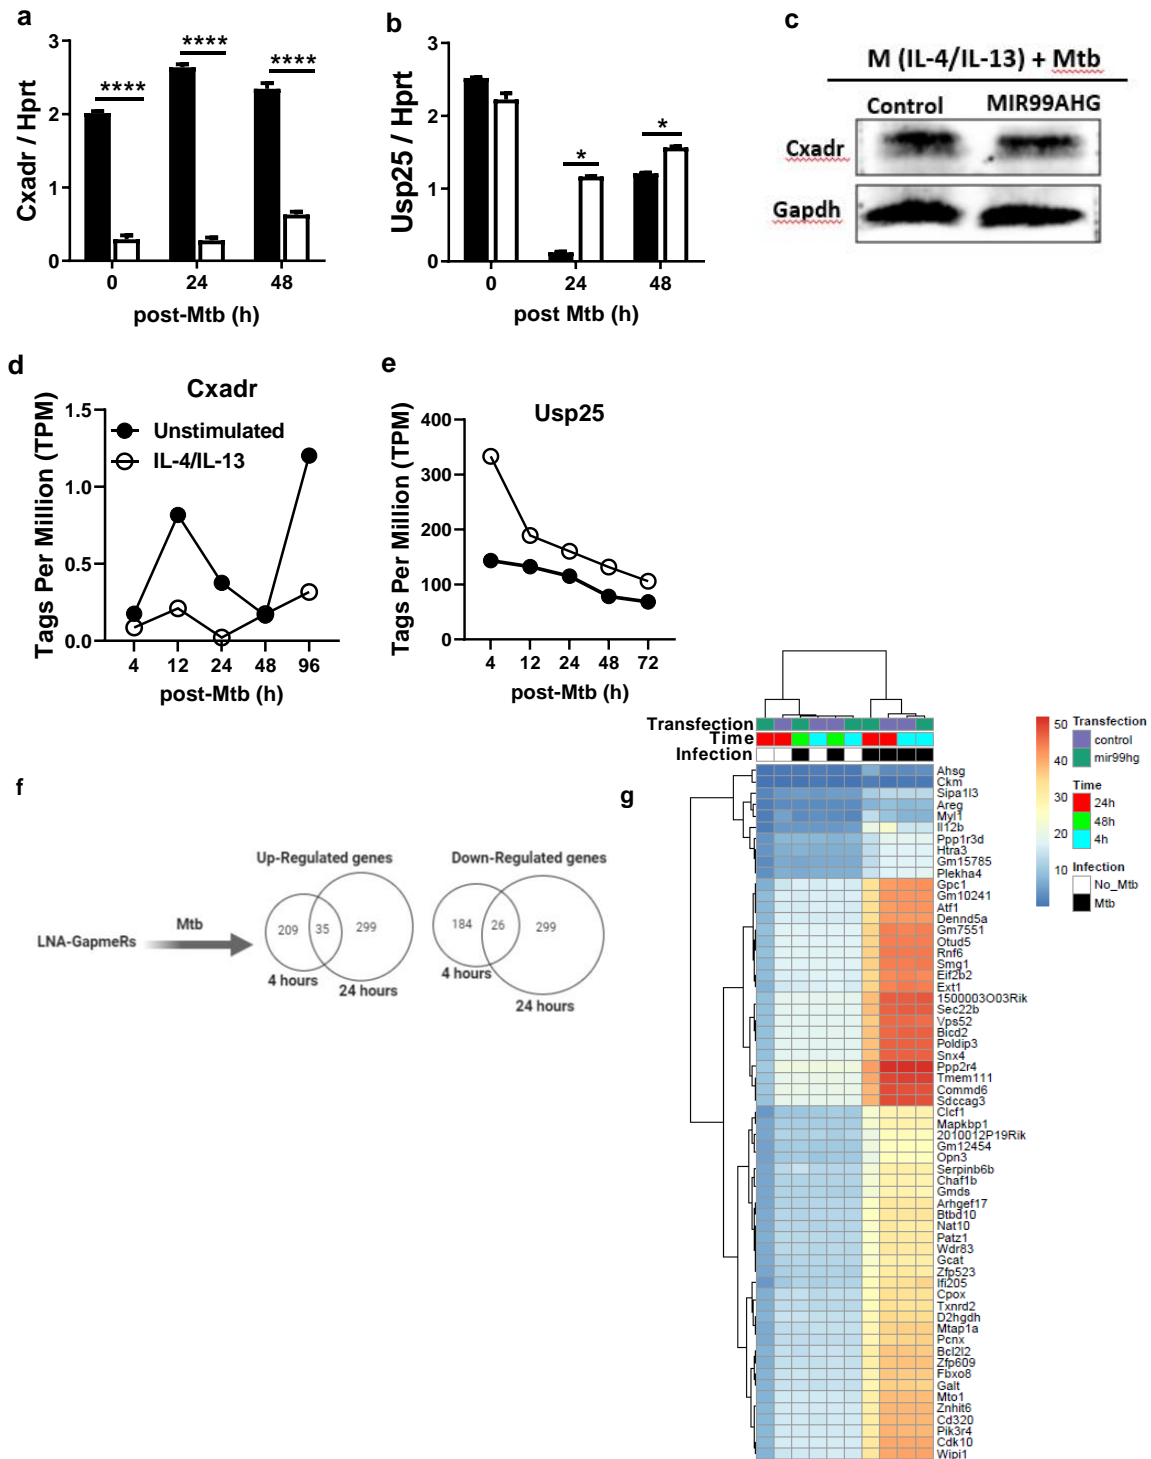 a
Cxadr / Hprt
3
2
1
0
****
****
****
0
24
48
post-Mtb (h)
b
Usp25 / Hprt
3
2
1
0
*
*
0
24
48
post Mtb (h)
c
M (IL-4/IL-13) + Mtb
Control
MIR99AHG
Cxadr
Gapdh
d
Cxadr
Tags Per Million (TPM)
1.5
1.0
0.5
0.0
Unstimulated
IL-4/IL-13
4
12
24
48
96
post-Mtb (h)
e
Usp25
Tags Per Million (TPM)
400
300
200
100
0
4
12
24
48
72
post-Mtb (h)
f
LNA-GapmeRs
Mtb
Up-Regulated genes
209
35
299
4 hours
24 hours
Down-Regulated genes
184
26
299
4 hours
24 hours
g
Transfection
Time
Infection
Ahsg
Ckm
Sipa1l3
Areg
Myl1
Il12b
Ppp1r3d
Htra3
Gm15785
Plekha4
Gpc1
Gm10241
Atf1
Dennd5a
Gm7551
Otud5
Rnf6
Smg1
Eif2b2
Ext1
1500003O03Rik
Sec22b
Vps52
Bicd2
Poldip3
Snx4
Ppp2r4
Tmem111
Commd6
Sdccag3
Clcf1
Mapkbp1
2010012P19Rik
Gm12454
Opn3
Serpinb6b
Chaf1b
Gmds
Arhgef17
Btbd10
Nat10
Patz1
Wdr83
Gcat
Zfp523
Ifi205
Cpox
Txnrd2
D2hgdh
Mtap1a
Pcnx
Bcl2l2
Zfp609
Fbxo8
Galt
Mto1
Znhit6
Cd320
Pik3r4
Cdk10
Wipi1
50
40
30
20
10
Transfection
control
mir99hg
Time
24h
48h
4h
Infection
No_Mtb
Mtb